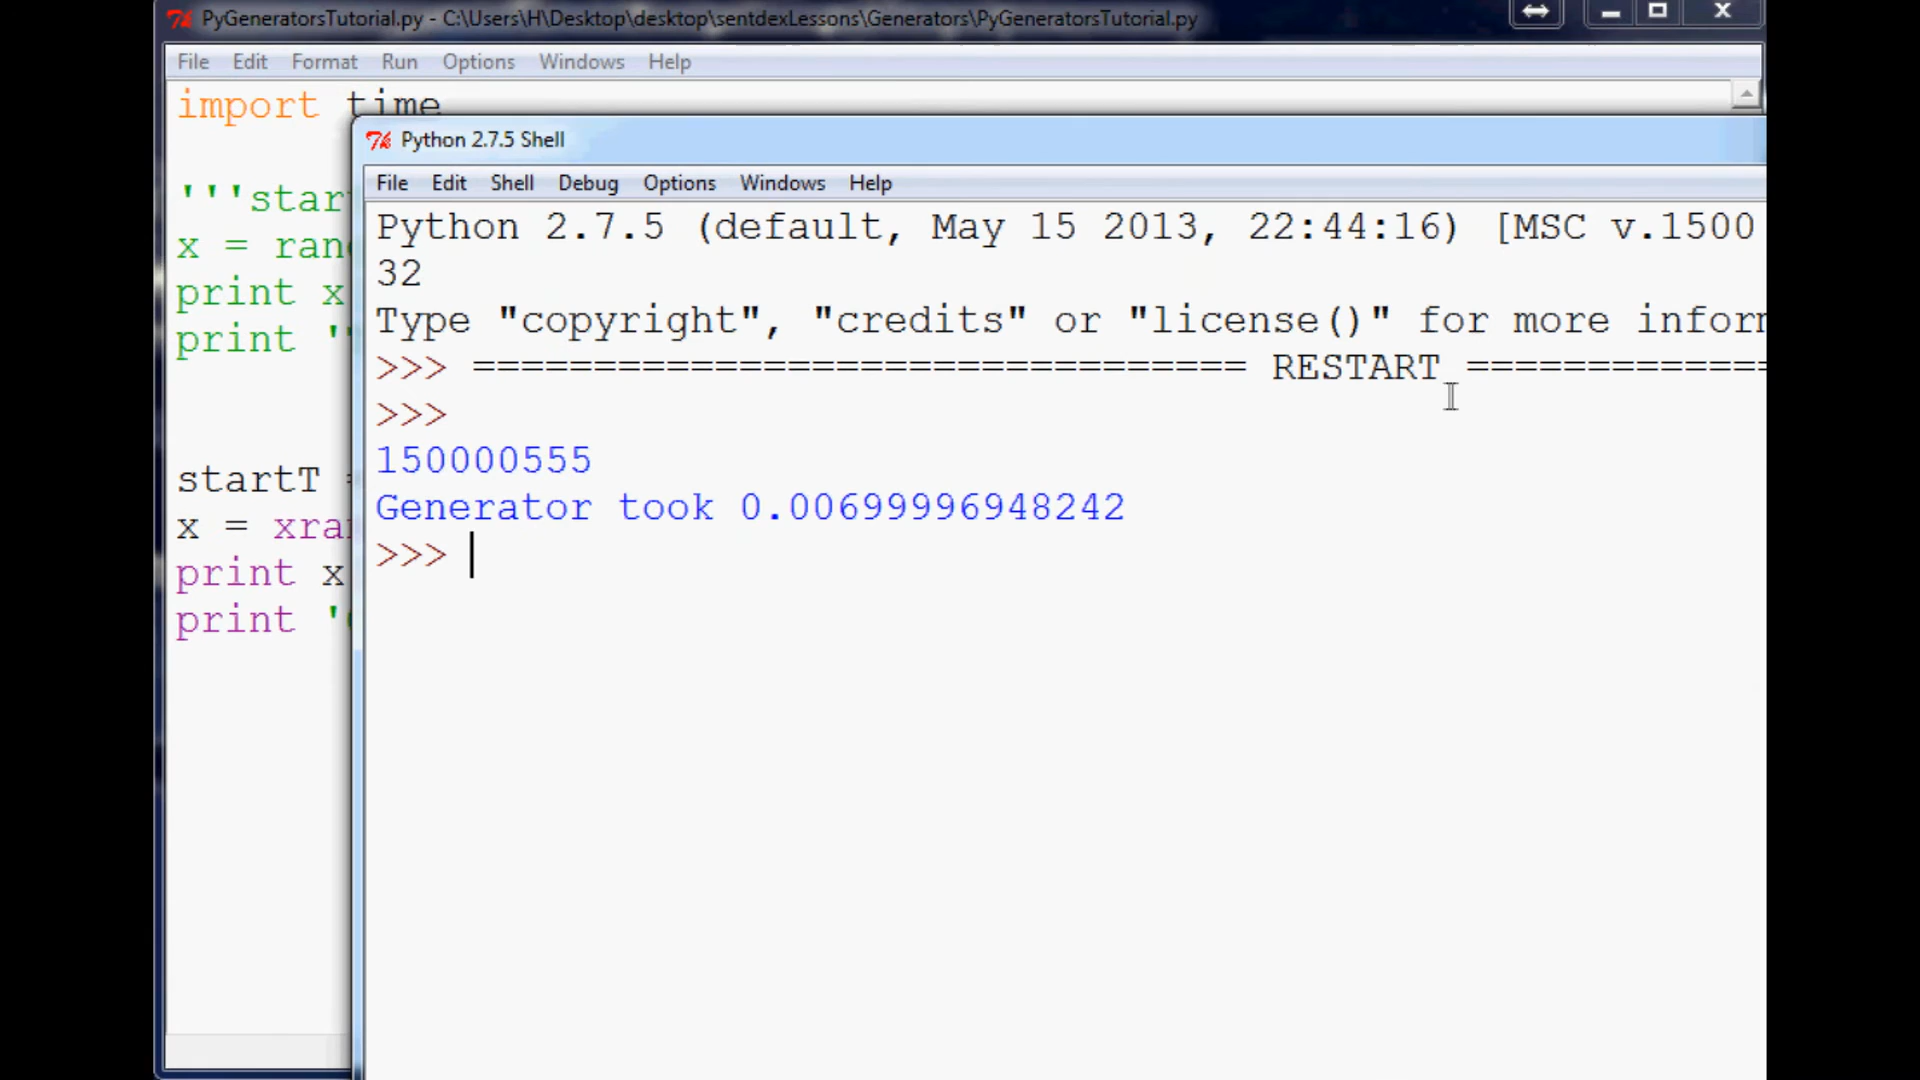 PyGeneratorsTutorial.py - C:\Users\H\Desktop\desktop\sentdexLessons\Generators\PyGeneratorsTutorial.py
File Edit Format Run Options Windows Help
import time
'''star
x = ran
print x
print '
startT =
x = xra
print x
print '
Python 2.7.5 Shell
File Edit Shell Debug Options Windows Help
Python 2.7.5 (default, May 15 2013, 22:44:16) [MSC v.1500
32
Type "copyright", "credits" or "license()" for more inform
>>> ================================ RESTART =============
>>>
150000555
Generator took 0.00699996948242
>>>